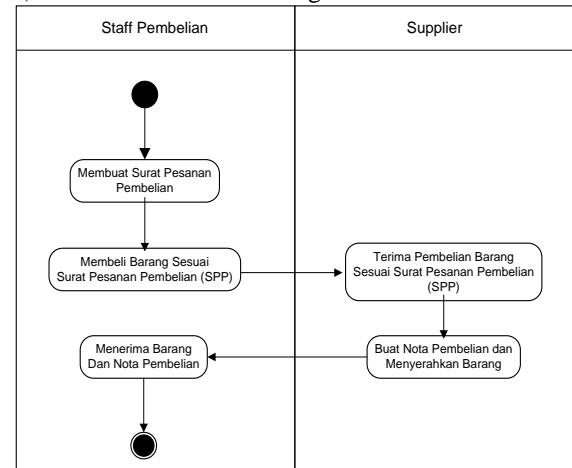 Staff Pembelian
Supplier
Membuat Surat Pesanan
Pembelian
Membeli Barang Sesuai
Surat Pesanan Pembelian (SPP)
Terima Pembelian Barang
Sesuai Surat Pesanan Pembelian
(SPP)
Buat Nota Pembelian dan
Menyerahkan Barang
Menerima Barang
Dan Nota Pembelian